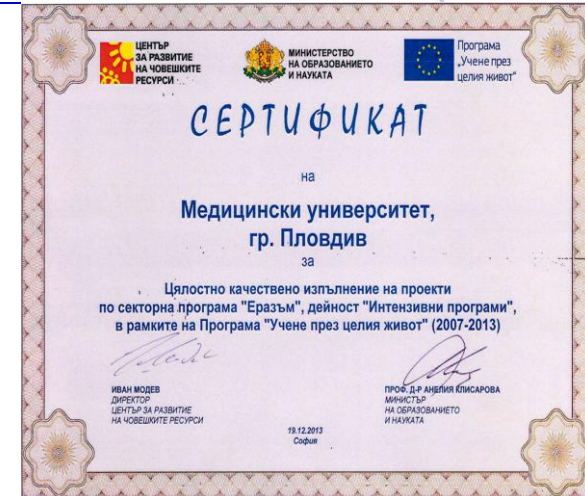 ЦЕНТЪР
ЗА РАЗВИТИЕ
НА ЧОВЕШКИТЕ
РЕСУРСИ
МИНИСТЕРСТВО
НА ОБРАЗОВАНИЕТО
И НАУКАТА
Програма
„Учене през
целия живот"
СЕРТИФИКАТ
на
Медицински университет,
гр. Пловдив
за
Цялостно качествено изпълнение на проекти
по секторна програма "Еразъм", дейност "Интензивни програми",
в рамките на Програма "Учене през целия живот" (2007-2013)
ИВАН МОДЕВ
ДИРЕКТОР
ЦЕНТЪР ЗА РАЗВИТИЕ
НА ЧОВЕШКИТЕ РЕСУРСИ
ПРОФ. Д-Р АНЕЛИЯ КЛИСАРОВА
МИНИСТЪР
НА ОБРАЗОВАНИЕТО
И НАУКАТА
19.12.2013
София